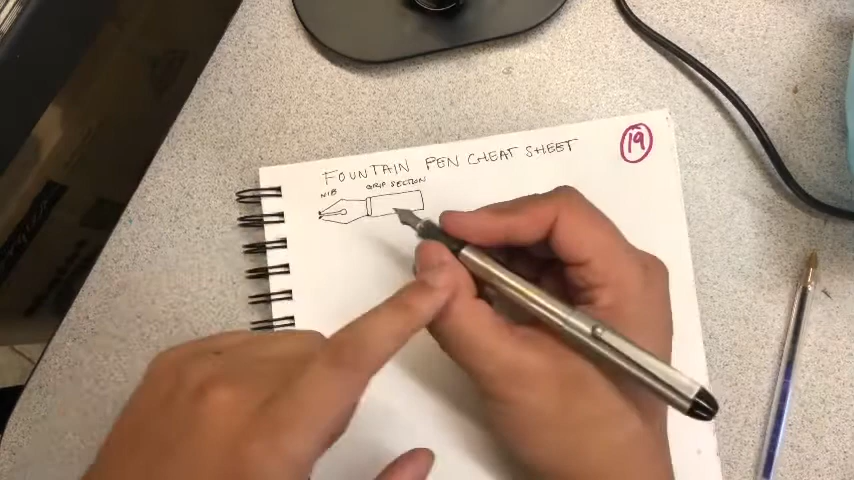 FOUNTAIN PEN CHEAT SHEET
19
NIB
GRIP SECTION